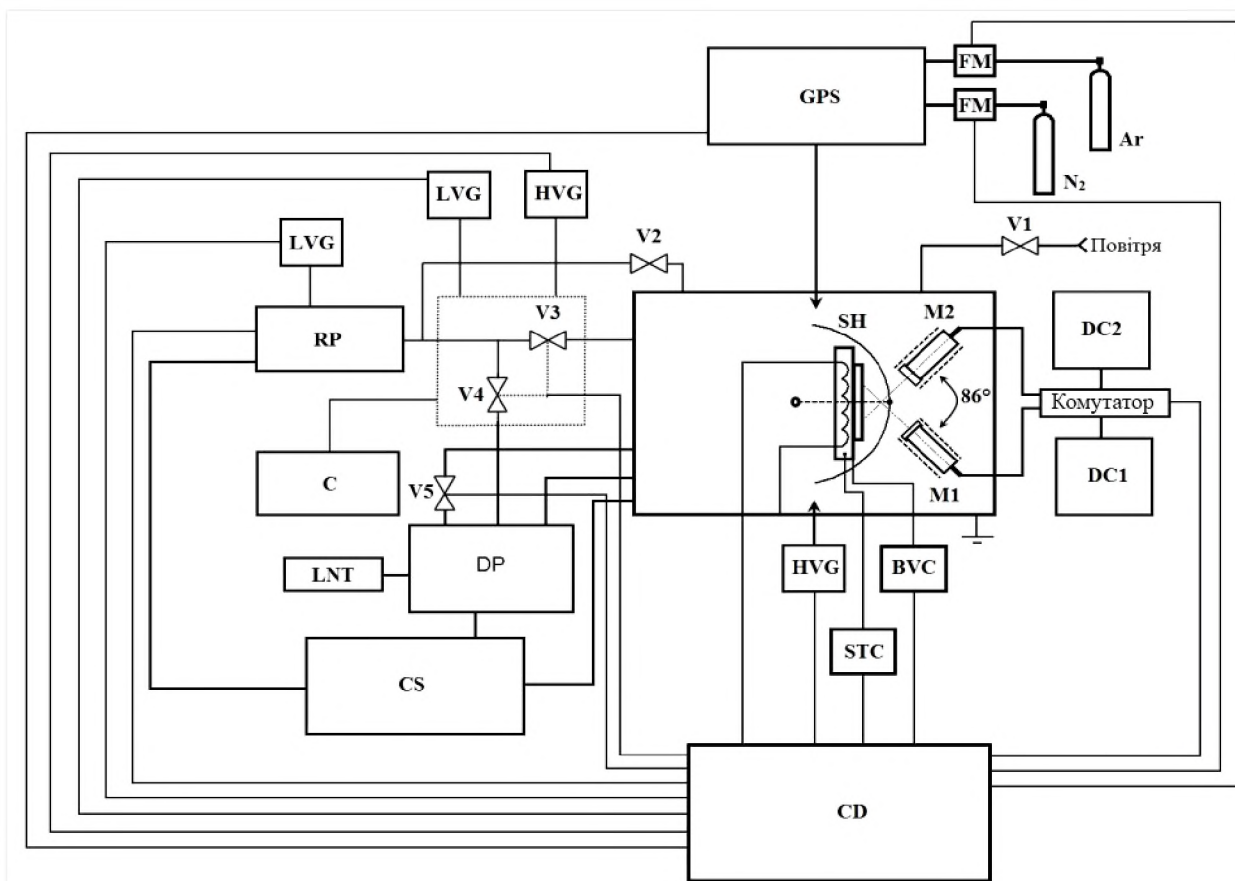 GPS
FM
FM
Ar
N₂
LVG
HVG
LVG
V2
V1
Повітря
RP
V3
V4
SH
M2
86°
M1
DC2
Комутатор
DC1
C
V5
LNT
DP
HVG
BVC
STC
CS
CD